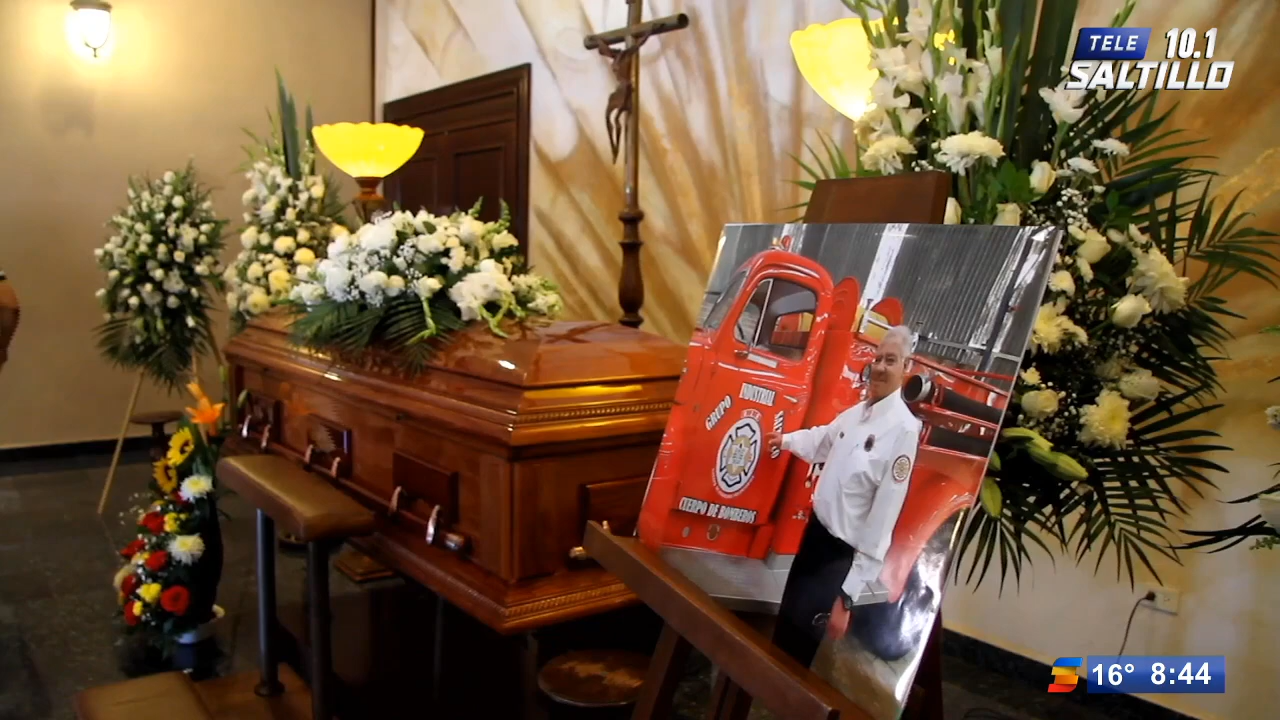 TELE 10.1
SALTILLO
GRUPO INDUSTRIAL
CUERPO DE BOMBEROS
16° 8:44